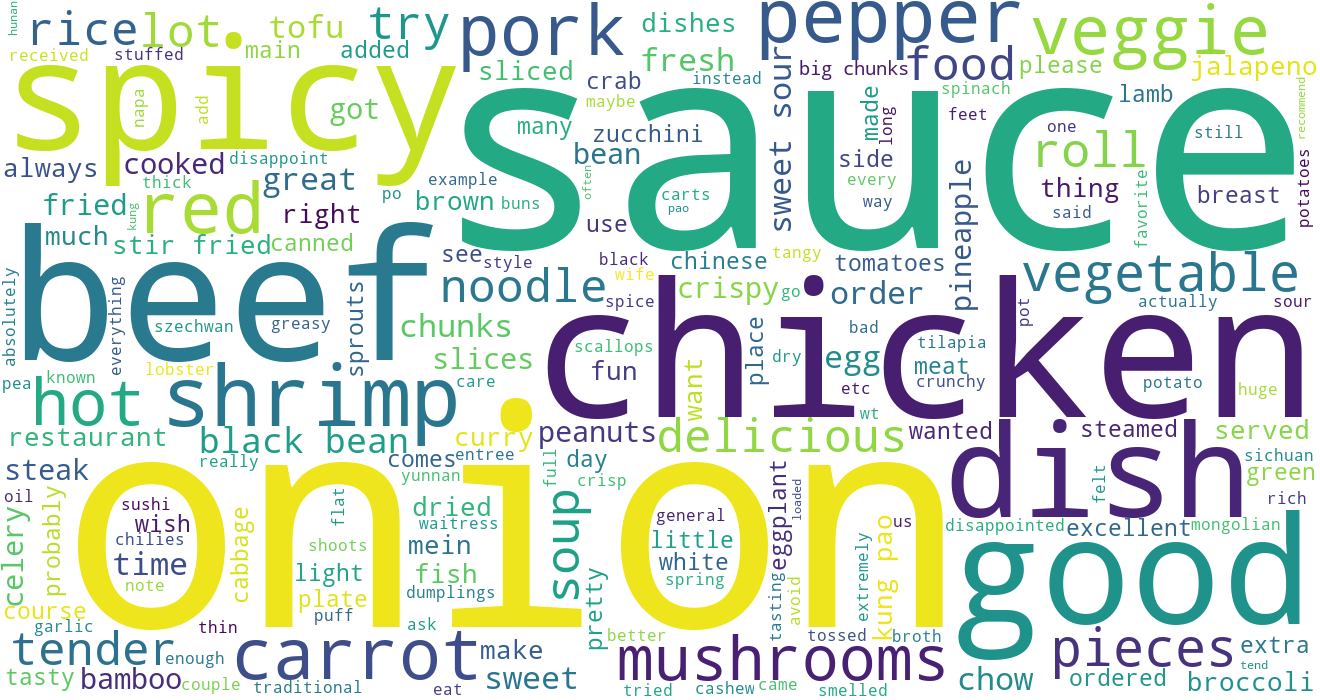 hunan
rice
lot
tofu
try
pork
dishes
pepper
veggie
received
stuffed
main
added
sliced
fresh
crab
instead
sweet sour
big chunks
food
please
jalapeno
spicy
sauce
napa
add
got
maybe
many
zucchini
made
long
spinach
feet
lamb
recommend
always
cooked
disappoint
bean
side
one
roll
still
thick
great
example
often
carts
every
thing
breast
potatoes
fried
kung
red
right
po
brown
buns
pao
use
way
said
favorite
much
stir fried
canned
see
style
black
chinese
tangy
tomatoes
pineapple
vegetable
absolutely
beef
everything
szechwan
greasy
sprouts
noodle
wife
spice
crispy
go
order
actually
sour
pot
chicken
chunks
scallops
place
bad
tilapia
pea
known
lobster
slices
fun
want
dry
egg
meat
hot
shrimp
care
etc
crunchy
potato
huge
wt
restaurant
black bean
curry
peanuts
delicious
wanted
steamed
served
steak
really
comes
entree
day
dish
sichuan
yunnan
full
crisp
eggplant
loaded
felt
green
oil
sushi
onion
flat
dried
soup
general
us
rich
celery
probably
wish
chilies
waitress
little
disappointed
excellent
mongolian
time
cabbage
shoots
mein
white
kung pao
good
note
light
fish
spring
extremely
course
plate
dumplings
pretty
tasting
avoid
garlic
thin
puff
ask
better
tossed
broth
tender
enough
carrot
make
mushrooms
pieces
extra
tend
tasty
bamboo
couple
traditional
eat
sweet
tried
cashew
came
smelled
chow
ordered
broccoli